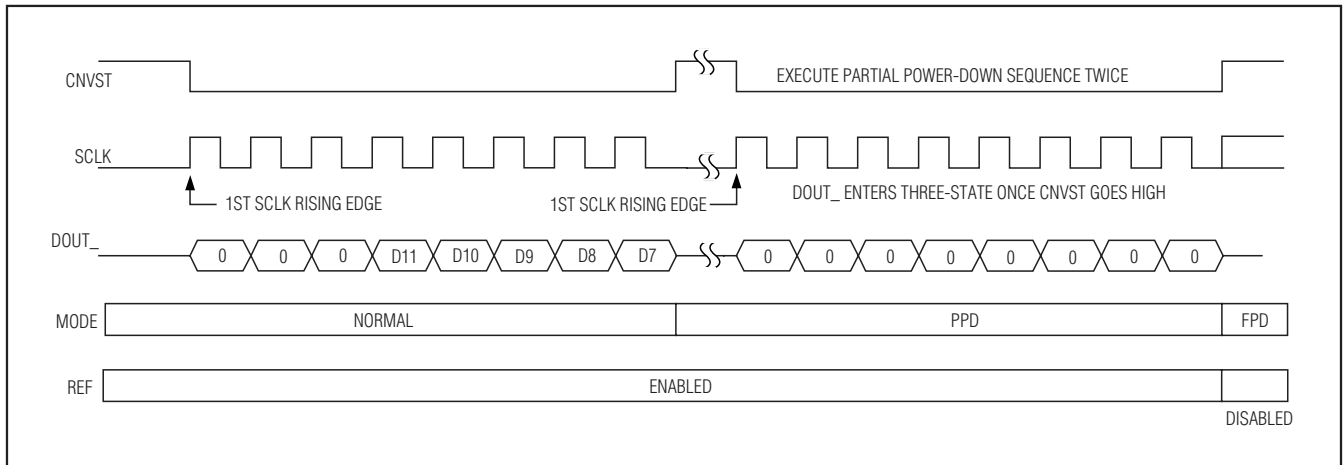 CNVST
EXECUTE PARTIAL POWER-DOWN SEQUENCE TWICE
SCLK
1ST SCLK RISING EDGE
1ST SCLK RISING EDGE
DOUT_ ENTERS THREE-STATE ONCE CNVST GOES HIGH
DOUT_
0 0 0 D11 D10 D9 D8 D7 0 0 0 0 0 0 0 0
MODE NORMAL PPD FPD
REF ENABLED
DISABLED